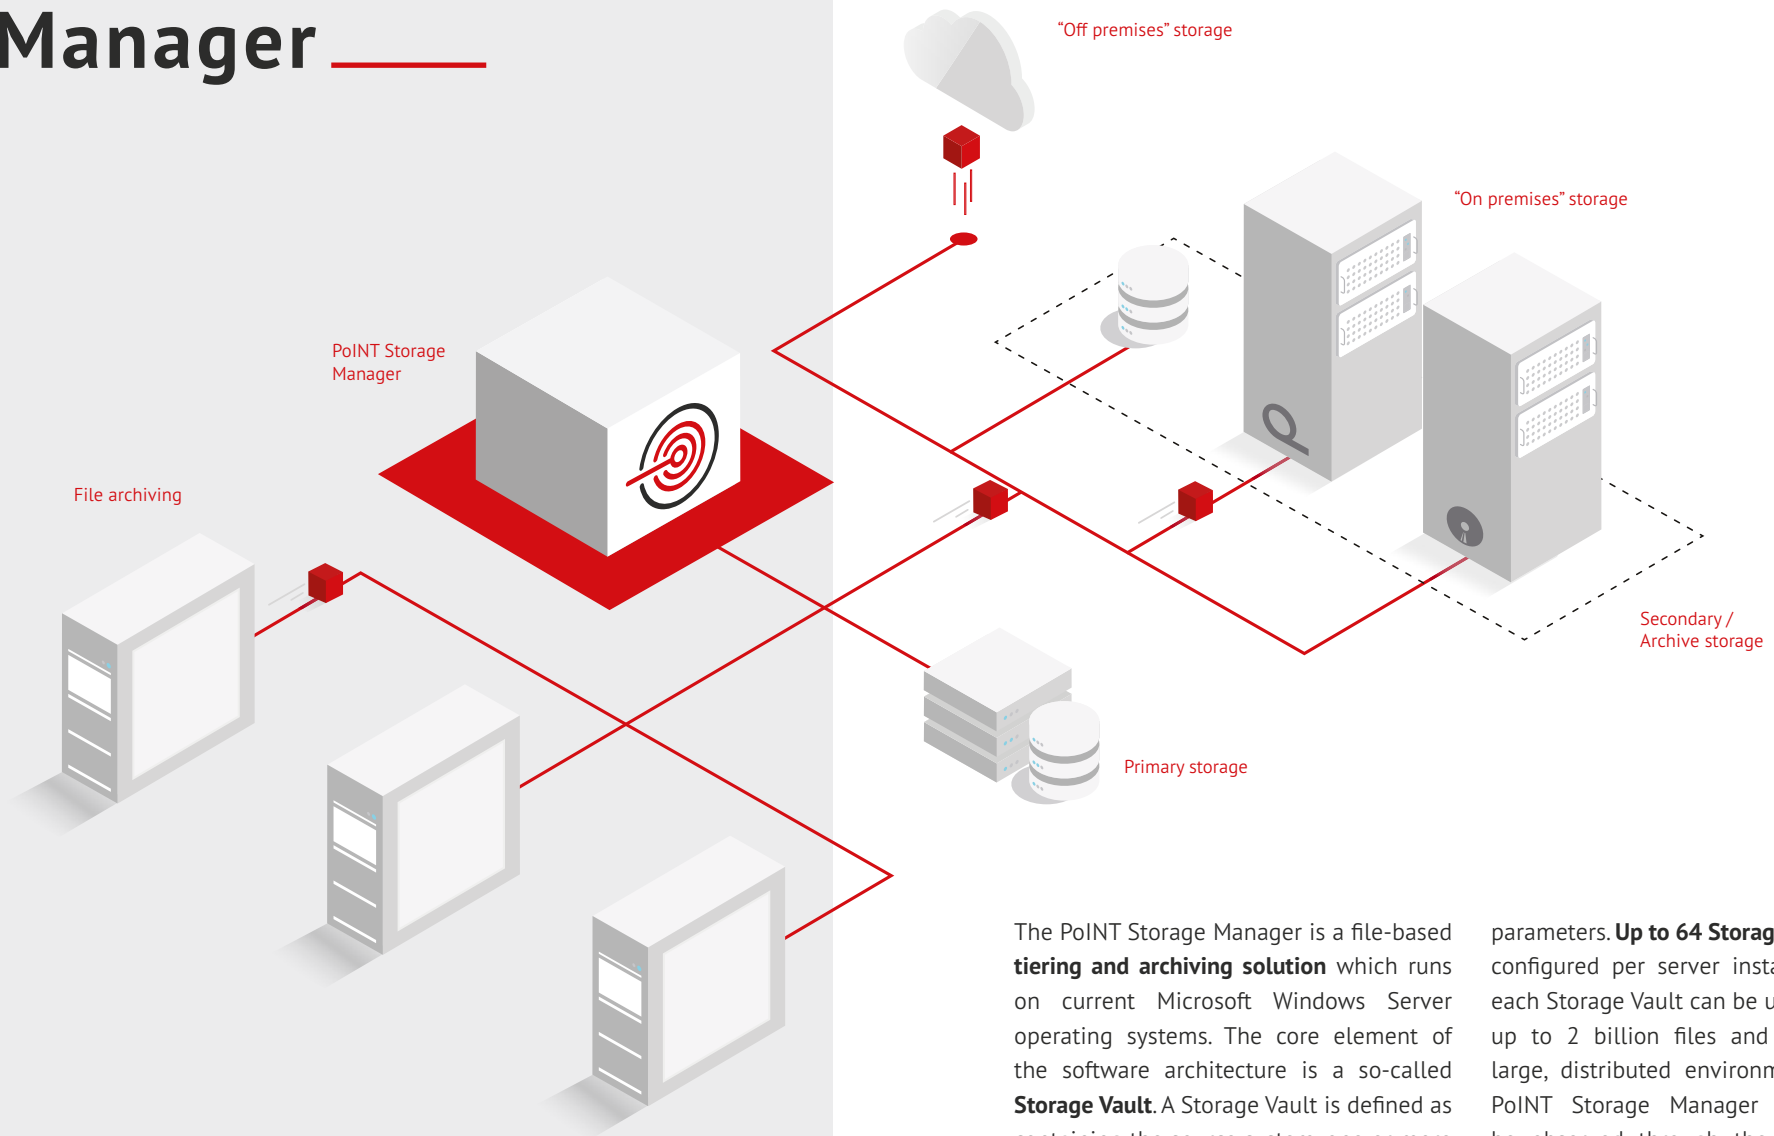 Manager
“Off premises” storage
“On premises” storage
PoINT Storage
Manager
File archiving
Secondary /
Archive storage
Primary storage
The PoINT Storage Manager is a file-based
tiering and archiving solution which runs
on current Microsoft Windows Server
operating systems. The core element of
the software architecture is a so-called
Storage Vault. A Storage Vault is defined as
parameters. Up to 64 Storag
configured per server insta
each Storage Vault can be u
up to 2 billion files and
large, distributed environm
PoINT Storage Manager